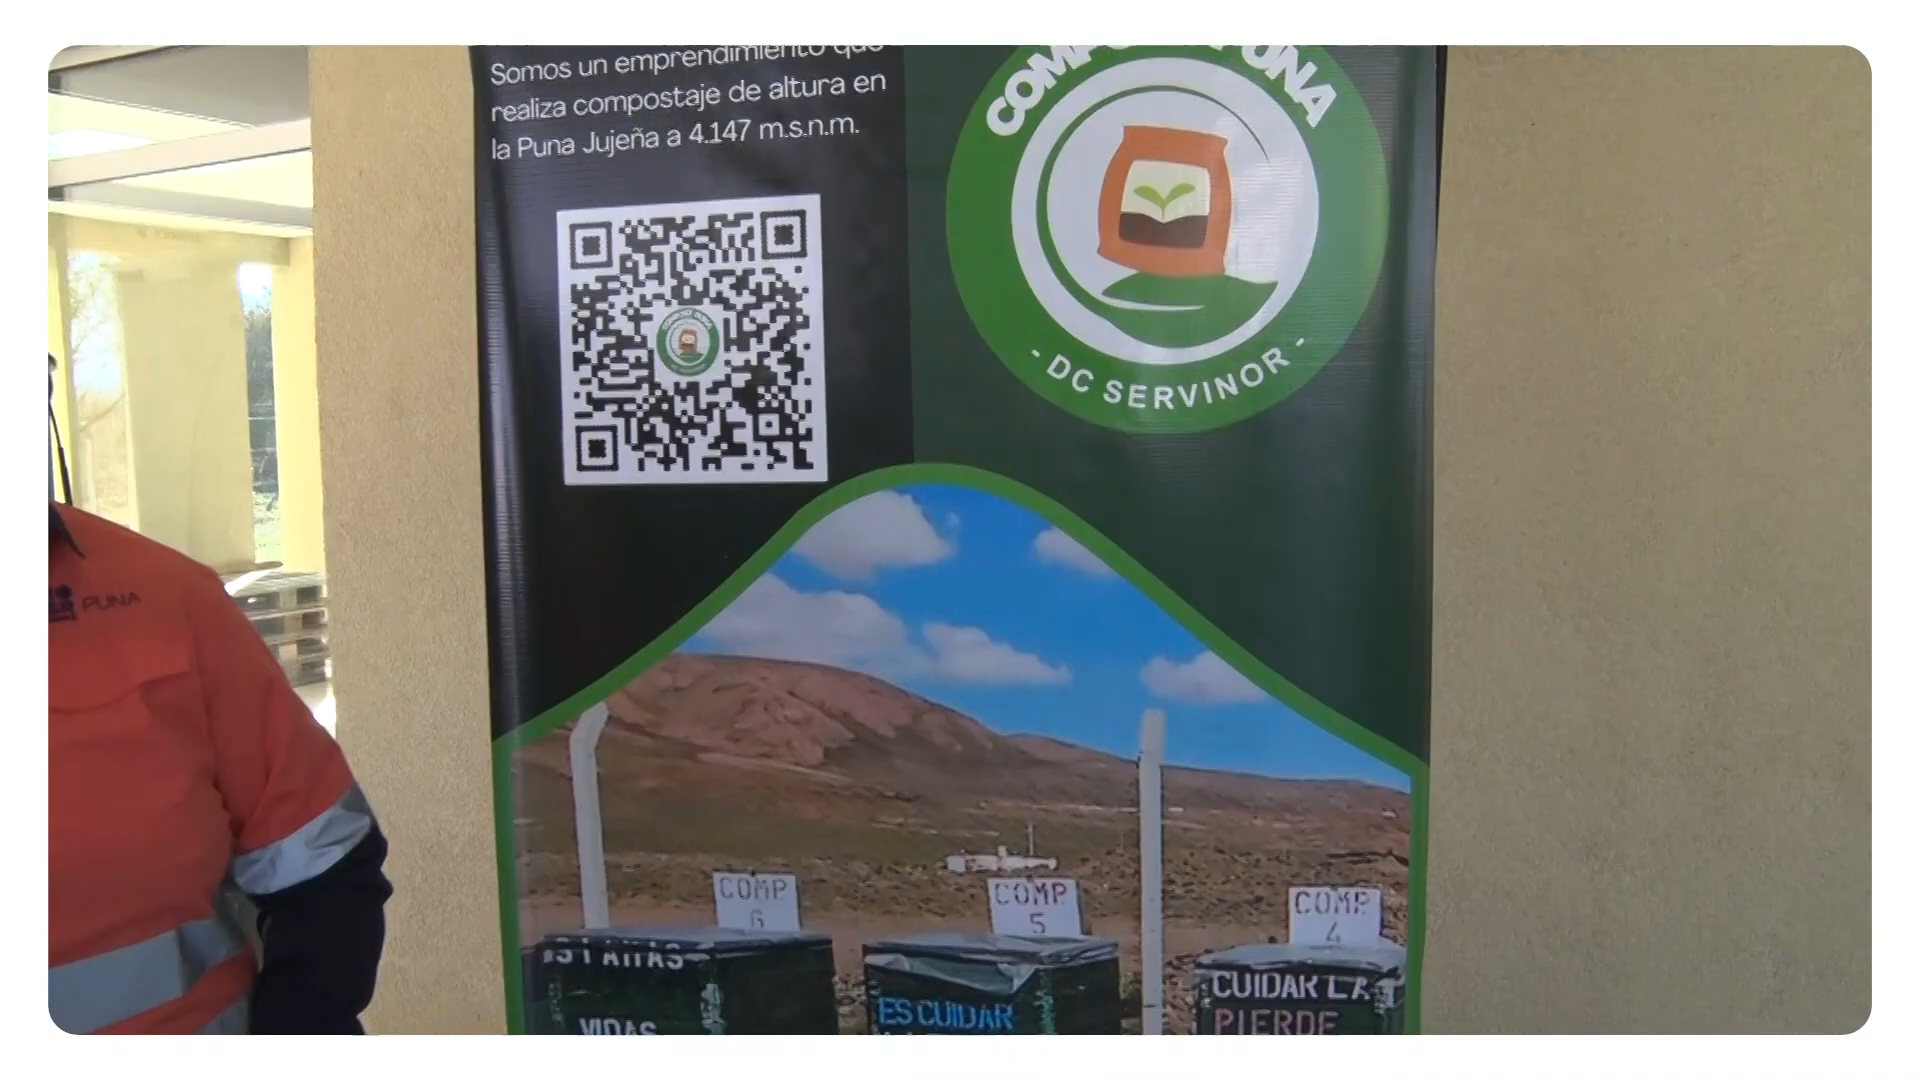 Somos un emprendimiento que
realiza compostaje de altura en
la Puna Jujeña a 4.147 m.s.n.m.
PUNA
- DC SERVINOR -
PUNA
COMP
6
COMP
5
COMP
4
VIDAS
ES CUIDAR
CUIDAR LA
PIERDE